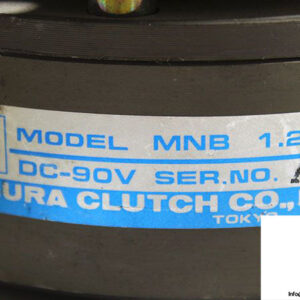 MODEL MNB 1.2
DC-90V SER.NO.
URA CLUTCH CO.,
TOKYO